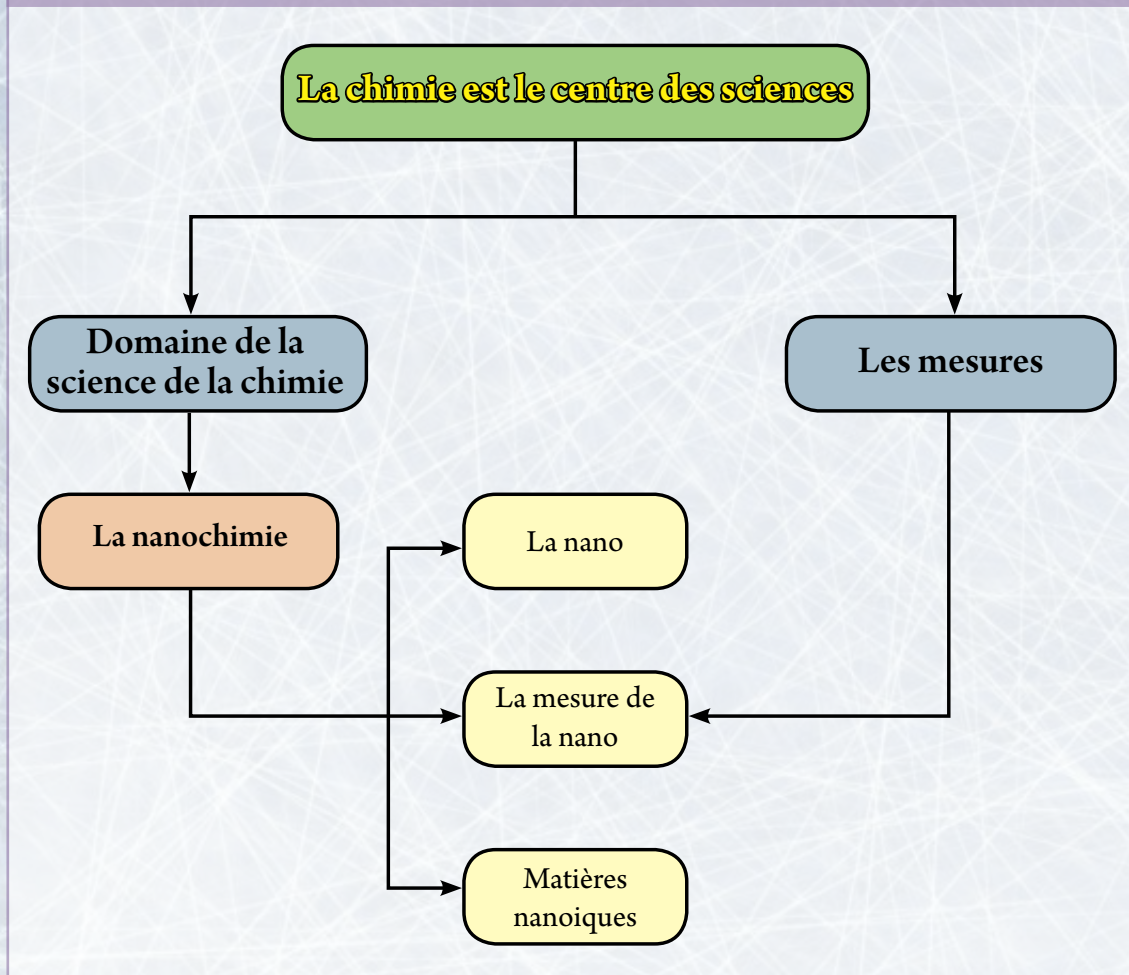 La chimie est le centre des sciences
Domaine de la
science de la chimie
Les mesures
La nanochimie
La nano
La mesure de
la nano
Matières
nanoiques